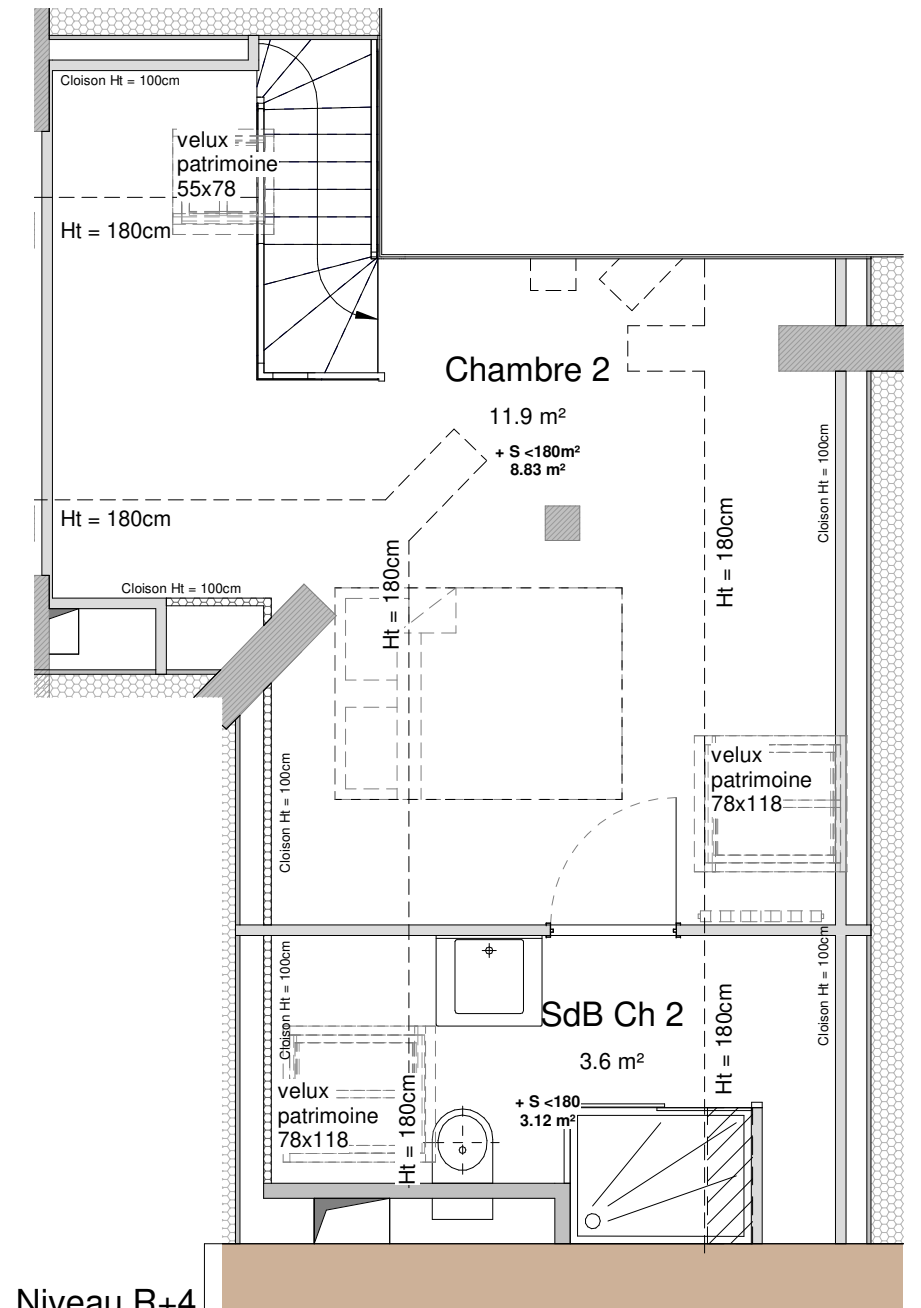 Cloison Ht = 100cm
velux
patrimoine
55x78
Ht = 180cm
Chambre 2
11.9 m²
+ S <180m²
8.83 m²
Cloison Ht = 100cm
Ht = 180cm
Ht = 180cm
Ht = 180cm
Cloison Ht = 100cm
velux
patrimoine
78x118
Cloison Ht = 100cm
Cloison Ht = 100cm
Cloison Ht = 100cm
SdB Ch 2
3.6 m²
Ht = 180cm
+ S <180
3.12 m²
velux
patrimoine
78x118
Ht = 180cm
Niveau R+4